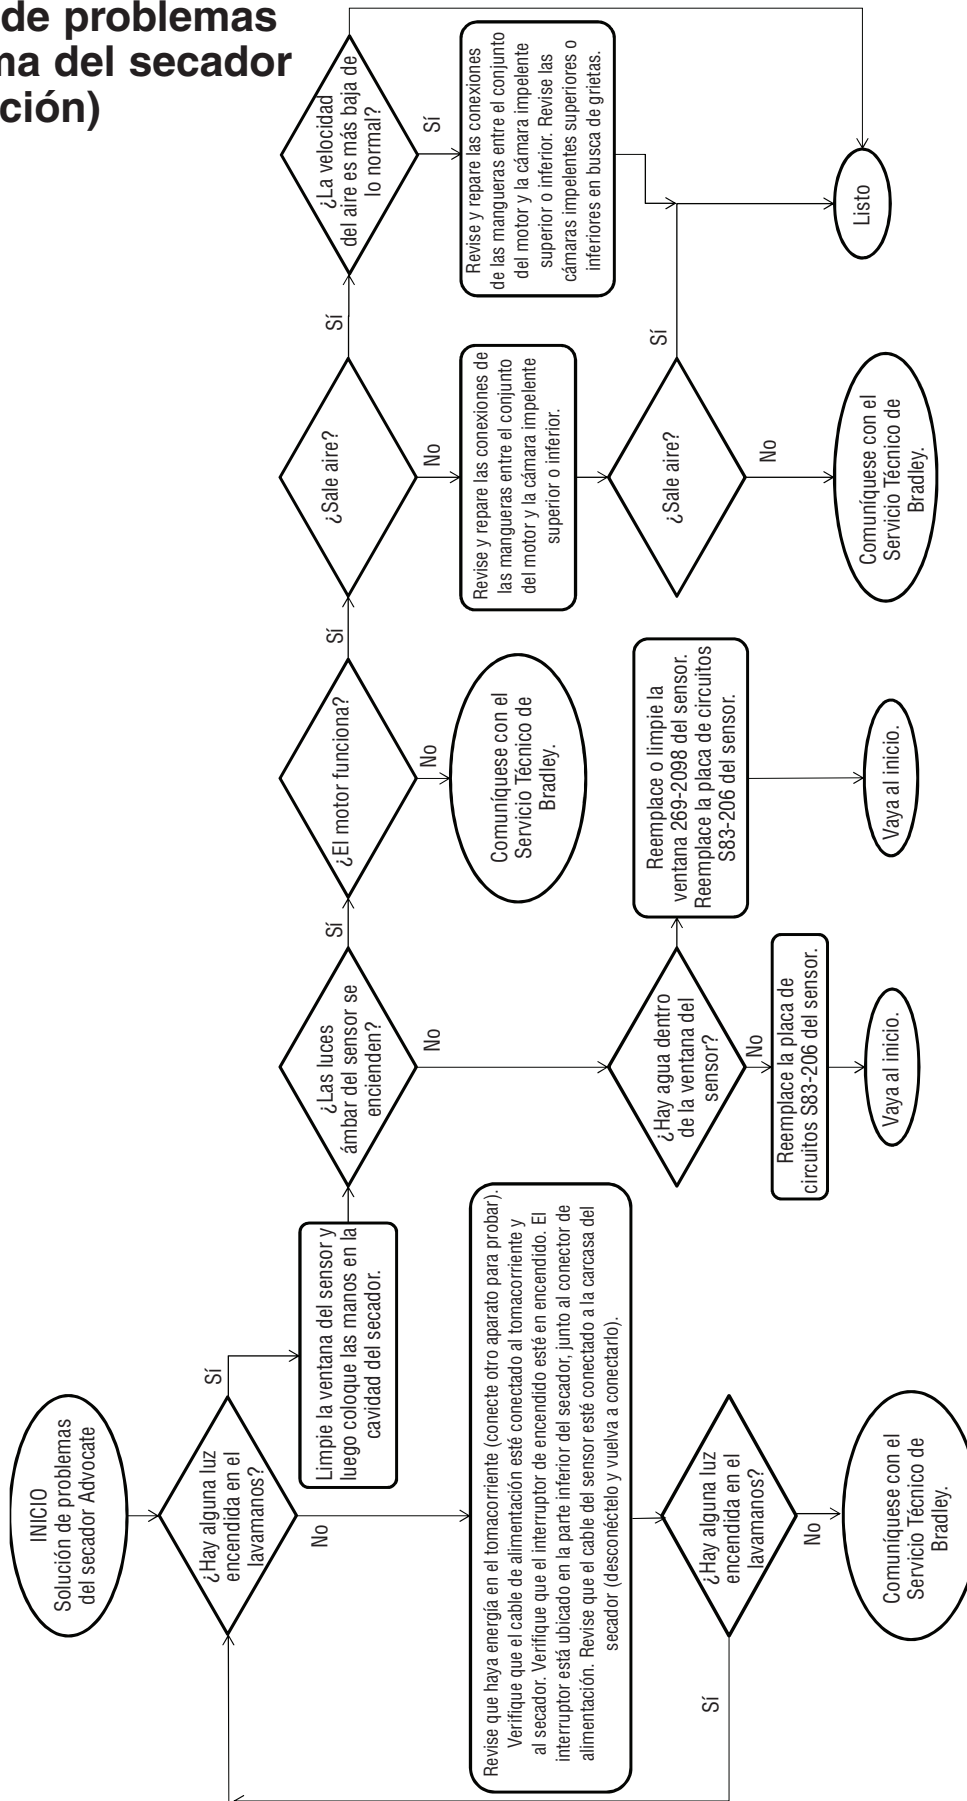 de problemas
ma del secador
ción)
INICIO
Solución de problemas
del secador Advocate
¿Hay alguna luz
encendida en el
lavamanos?
Sí
No
Limpie la ventana del sensor y
luego coloque las manos en la
cavidad del secador.
Revise que haya energía en el tomacorriente (conecte otro aparato para probar).
Verifique que el cable de alimentación esté conectado al tomacorriente y
al secador. Verifique que el interruptor de encendido esté en encendido. El
interruptor está ubicado en la parte inferior del secador, junto al conector de
alimentación. Revise que el cable del sensor esté conectado a la carcasa del
secador (desconéctelo y vuelva a conectarlo).
¿Hay alguna luz
encendida en el
lavamanos?
Sí
No
Comuníquese con el
Servicio Técnico de
Bradley.
¿Las luces
ámbar del sensor se
encienden?
Sí
No
¿Hay agua dentro
de la ventana del
sensor?
No
Reemplace la placa de
circuitos S83-206 del sensor.
Vaya al inicio.
Reemplace o limpie la
ventana 269-2098 del sensor.
Reemplace la placa de circuitos
S83-206 del sensor.
Vaya al inicio.
¿El motor funciona?
Sí
No
Comuníquese con el
Servicio Técnico de
Bradley.
¿Sale aire?
Sí
No
Revise y repare las conexiones de
las mangueras entre el conjunto
del motor y la cámara impelente
superior o inferior.
¿Sale aire?
Sí
No
Comuníquese con el
Servicio Técnico de
Bradley.
¿La velocidad
del aire es más baja de
lo normal?
Sí
Revise y repare las conexiones
de las mangueras entre el conjunto
del motor y la cámara impelente
superior o inferior. Revise las
cámaras impelentes superiores o
inferiores en busca de grietas.
Listo